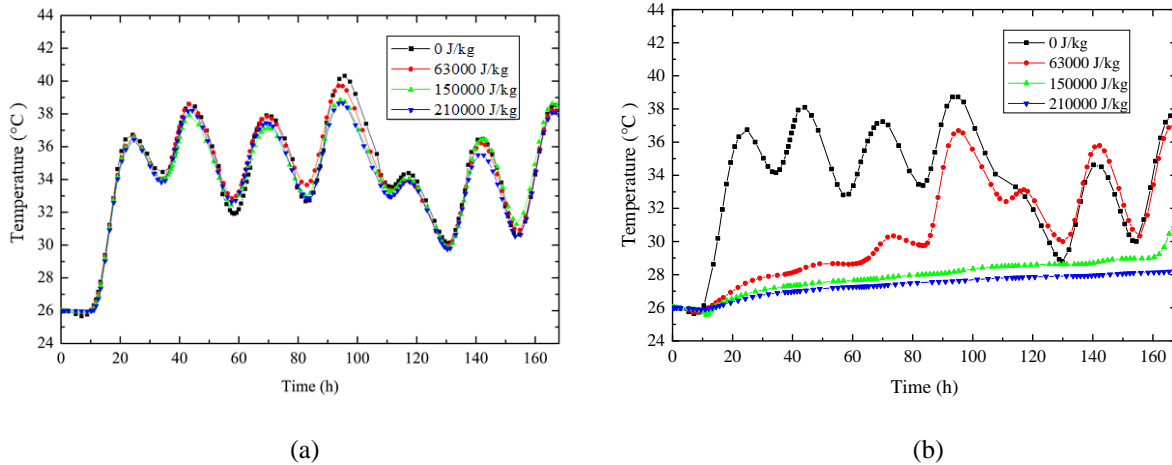 44
42
40
38
36
34
32
30
28
26
24
Temperature (°C)
0 J/kg
63000 J/kg
150000 J/kg
210000 J/kg
0 20 40 60 80 100 120 140 160
Time (h)
(a)
44
42
40
38
36
34
32
30
28
26
24
Temperature (°C)
0 J/kg
63000 J/kg
150000 J/kg
210000 J/kg
0 20 40 60 80 100 120 140 160
Time (h)
(b)